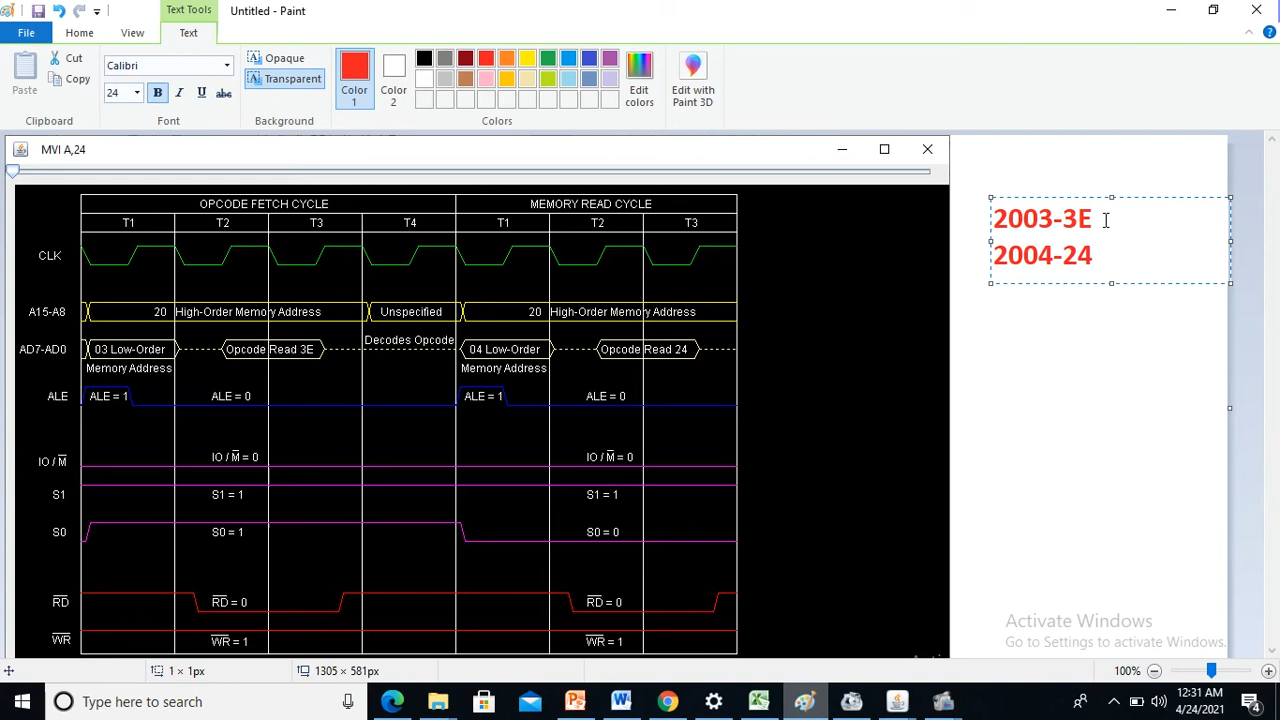 Text Tools
Untitled - Paint
File
Home
View
Text
Paste
Cut
Copy
Clipboard
Calibri
24
B I U abc
Font
Opaque
Transparent
Background
Color 1
Color 2
Edit colors
Colors
Edit with Paint 3D
MVI A,24
OPCODE FETCH CYCLE MEMORY READ CYCLE
T1 T2 T3 T4 T1 T2 T3
CLK
A15-A8 20 High-Order Memory Address Unspecified 20 High-Order Memory Address
Decodes Opcode
AD7-AD0 03 Low-Order Opcode Read 3E 04 Low-Order Opcode Read 24
Memory Address Memory Address
ALE ALE = 1 ALE = 0 ALE = 1 ALE = 0
IO / M̅ IO / M̅ = 0 IO / M̅ = 0
S1 S1 = 1 S1 = 1
S0 S0 = 1 S0 = 0
R̅D̅ R̅D̅ = 0 R̅D̅ = 0
W̅R̅ W̅R̅ = 1 W̅R̅ = 1
2003-3E
2004-24
Activate Windows
Go to Settings to activate Windows.
1 × 1px
1305 × 581px
100%
Type here to search
12:31 AM
4/24/2021
4